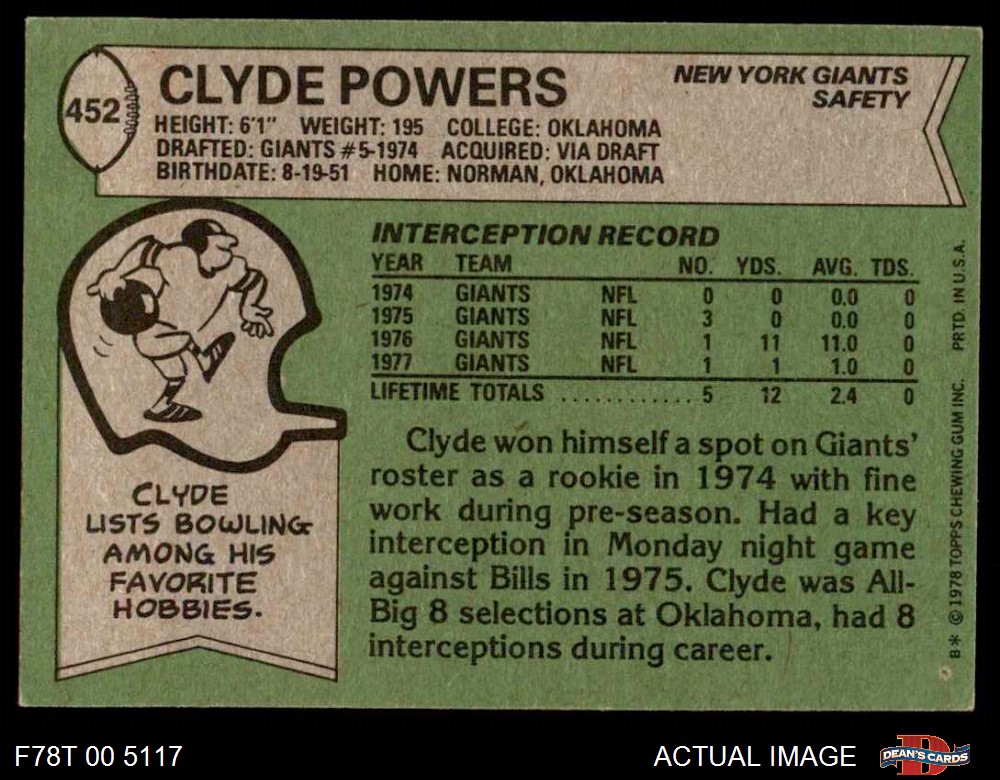 452
CLYDE POWERS
NEW YORK GIANTS
SAFETY
HEIGHT: 6'1" WEIGHT: 195 COLLEGE: OKLAHOMA
DRAFTED: GIANTS #5-1974 ACQUIRED: VIA DRAFT
BIRTHDATE: 8-19-51 HOME: NORMAN, OKLAHOMA
INTERCEPTION RECORD
YEAR TEAM NO. YDS. AVG. TDS.
1974 GIANTS NFL 0 0 0.0 0
1975 GIANTS NFL 3 0 0.0 0
1976 GIANTS NFL 1 11 11.0 0
1977 GIANTS NFL 1 1 1.0 0
LIFETIME TOTALS ............ 5 12 2.4 0
Clyde won himself a spot on Giants'
roster as a rookie in 1974 with fine
work during pre-season. Had a key
interception in Monday night game
against Bills in 1975. Clyde was All-
Big 8 selections at Oklahoma, had 8
interceptions during career.
CLYDE
LISTS BOWLING
AMONG HIS
FAVORITE
HOBBIES.
B* © 1978 TOPPS CHEWING GUM INC. PRTD. IN U.S.A.
F78T 00 5117
ACTUAL IMAGE
D
DEAN'S CARDS